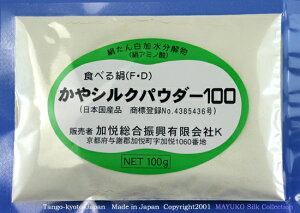 絹たん白加水分解物
(絹アミノ酸)
食べる絹(F・D)
かやシルクパウダー100
(日本国産品 商標登録No.4385436号)
販売者 加悦総合振興有限会社K
京都府与謝郡加悦町字加悦1060番地
NET 100g
Tango-kyoto Japan Made in Japan Copyright2001 MAYUKO Silk Collection